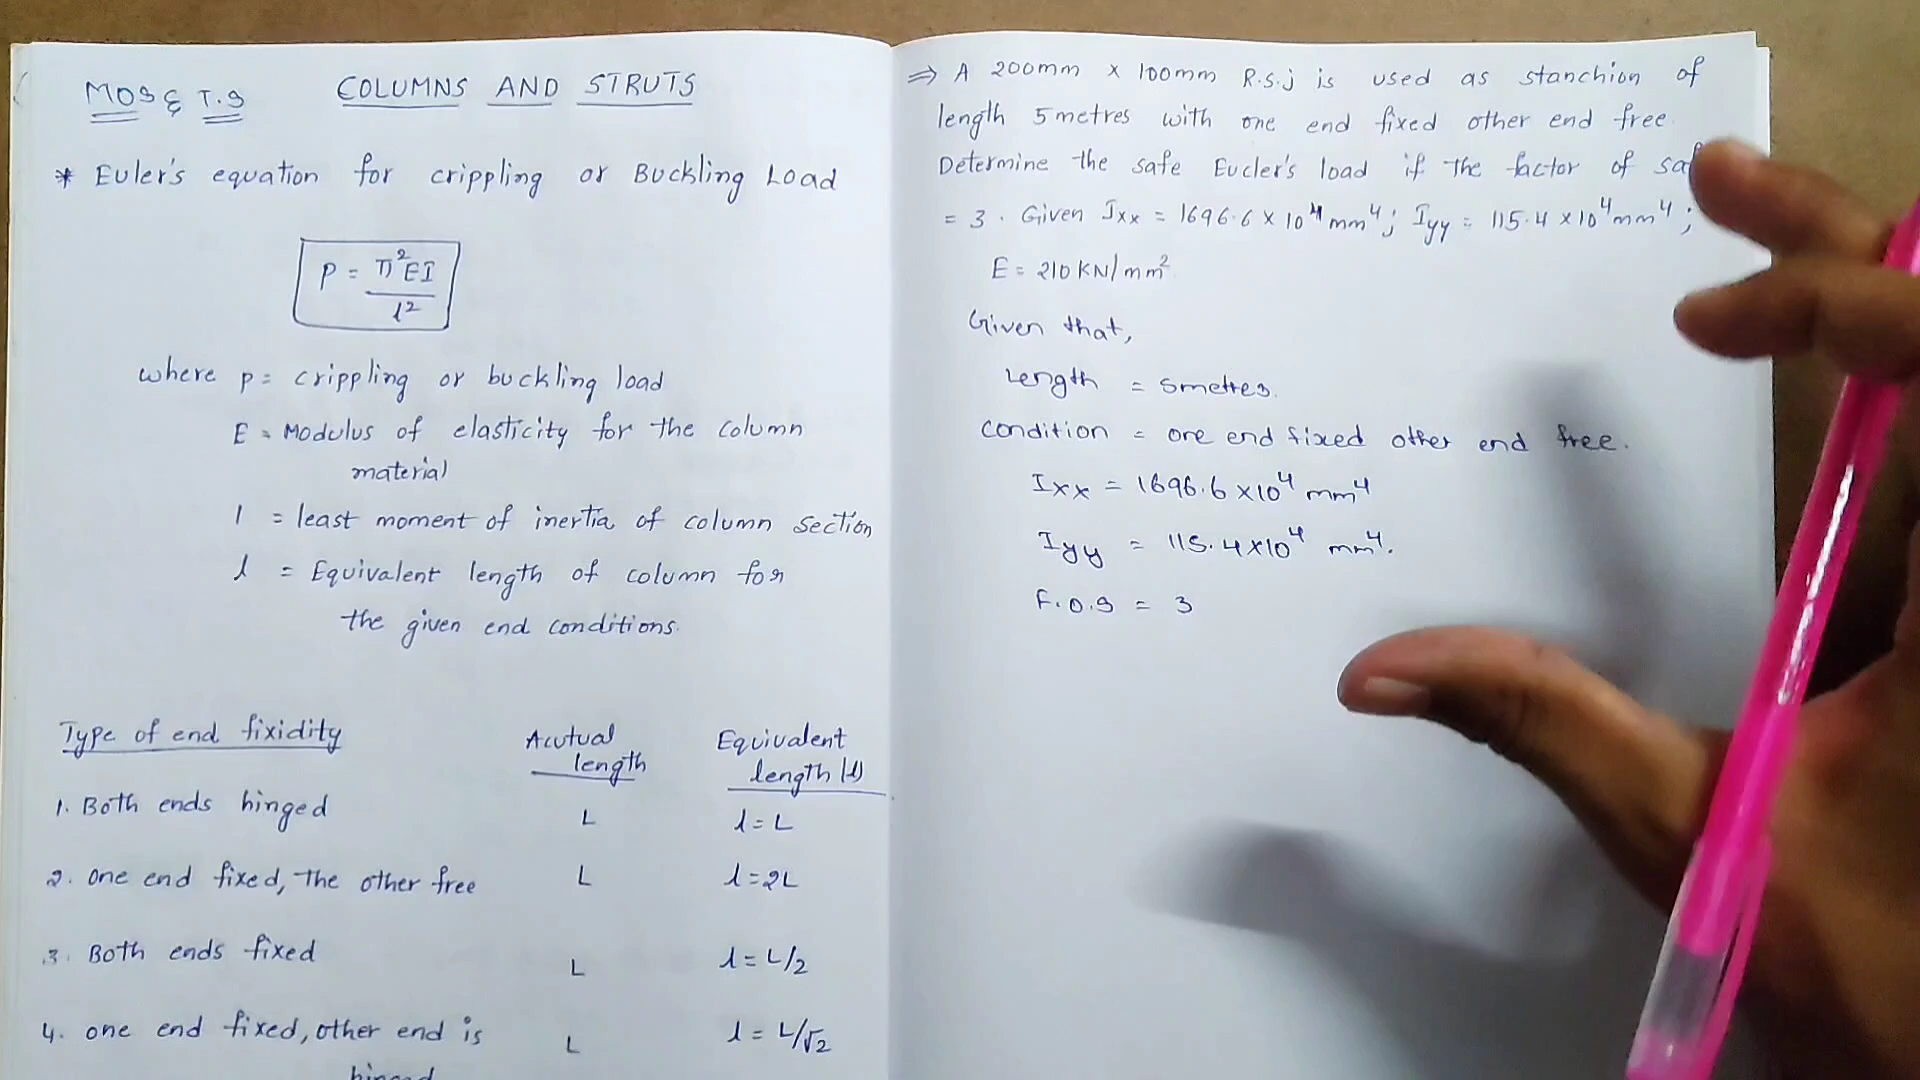 MOS & T.S
COLUMNS AND STRUTS
* Euler's equation for crippling or Buckling Load
P = π²EI / l²
where p = crippling or buckling load
E = Modulus of elasticity for the column
material
I = least moment of inertia of column section
l = Equivalent length of column for
the given end conditions.
Type of end fixidity
Acutual length
Equivalent length (l)
1. Both ends hinged L l = L
2. one end fixed, the other free L l = 2L
3. Both ends fixed L l = L/2
4. one end fixed, other end is L l = L/√2
hinged
⇒ A 200mm x 100mm R.S.j is used as stanchion of
length 5metres with one end fixed other end free.
Determine the safe Eucler's load if the factor of
= 3. Given Ixx = 1696.6 x 10⁴ mm⁴; Iyy = 115.4 x 10⁴ mm⁴;
E = 210 KN/mm²
Given that,
Length = 5metres.
condition = one end fixed other end free.
Ixx = 1696.6 x 10⁴ mm⁴
Iyy = 115.4 x 10⁴ mm⁴.
F.O.S = 3